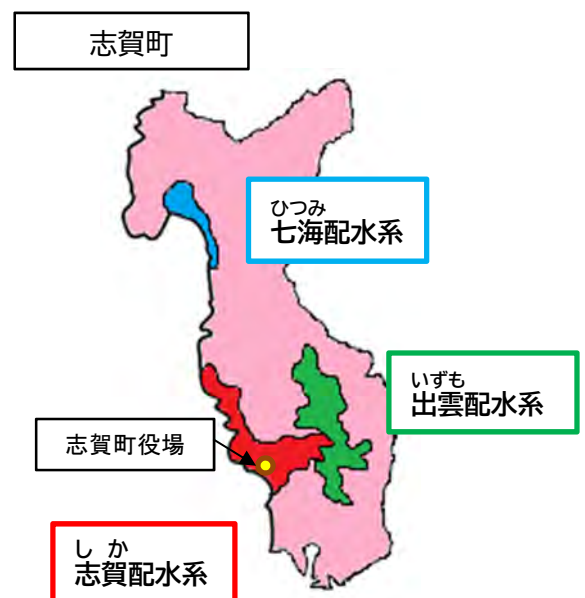 志賀町
ひつみ
七海配水系
いずも
出雲配水系
志賀町役場
しか
志賀配水系